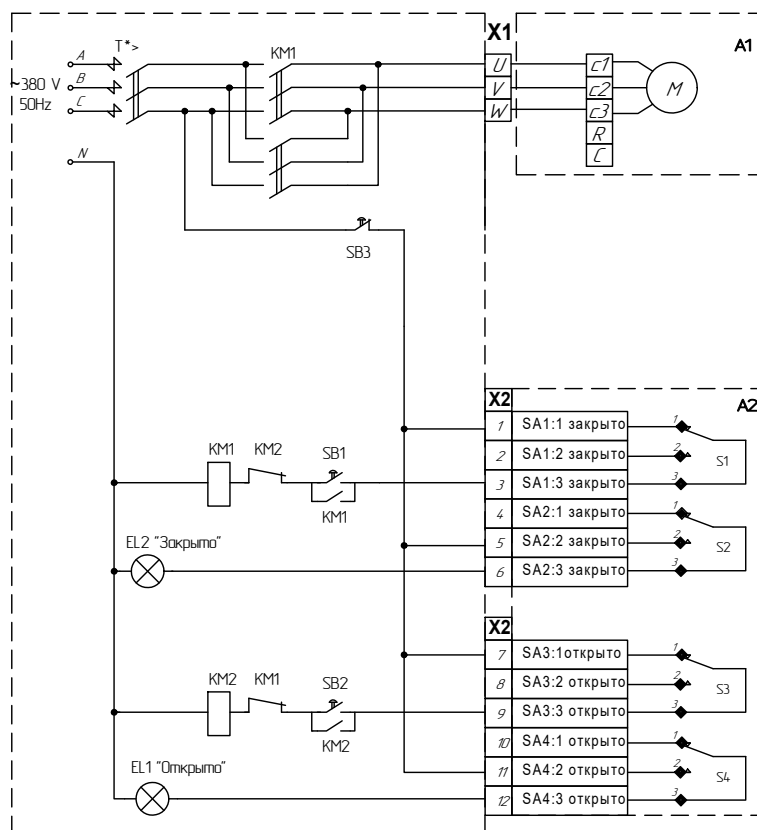 A
T*>
KM1
~380 V
B
50Hz
C
N
X1
A1
U
V
W
c1
c2
c3
R
C
M
SB3
X2
A2
1 SA1:1 закрыто 1
2 SA1:2 закрыто 2
3 SA1:3 закрыто 3
S1
4 SA2:1 закрыто 1
5 SA2:2 закрыто 2
6 SA2:3 закрыто 3
S2
KM1 KM2 SB1
KM1
EL2 "Закрыто"
X2
7 SA3:1открыто 1
8 SA3:2 открыто 2
9 SA3:3 открыто 3
S3
10 SA4:1 открыто 1
11 SA4:2 открыто 2
12 SA4:3 открыто 3
S4
KM2 KM1 SB2
KM2
EL1 "Открыто"